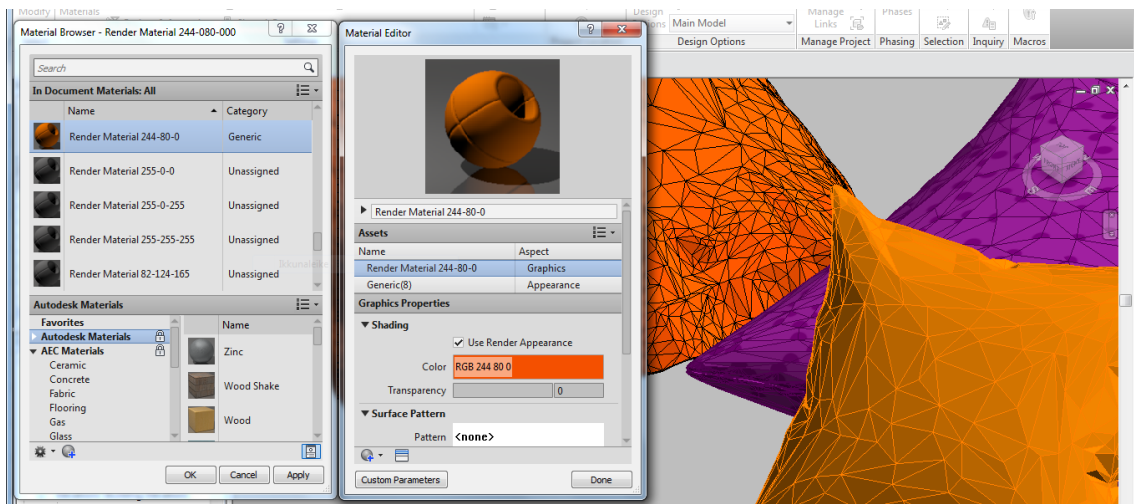 Modify
Materials
Design
Manage
Phases
Main Model
Links
Design Options
Manage Project
Phasing
Selection
Inquiry
Macros
Material Browser - Render Material 244-080-000
Search
In Document Materials: All
Name
Category
Render Material 244-80-0
Generic
Render Material 255-0-0
Unassigned
Render Material 255-0-255
Unassigned
Render Material 255-255-255
Unassigned
Render Material 82-124-165
Unassigned
Autodesk Materials
Favorites
Autodesk Materials
AEC Materials
Ceramic
Concrete
Fabric
Flooring
Gas
Glass
Name
Zinc
Wood Shake
Wood
OK
Cancel
Apply
Material Editor
Render Material 244-80-0
Assets
Name
Aspect
Render Material 244-80-0
Graphics
Generic(8)
Appearance
Graphics Properties
Shading
Use Render Appearance
Color
RGB 244 80 0
Transparency
0
Surface Pattern
Pattern
<none>
Custom Parameters
Done
S
E